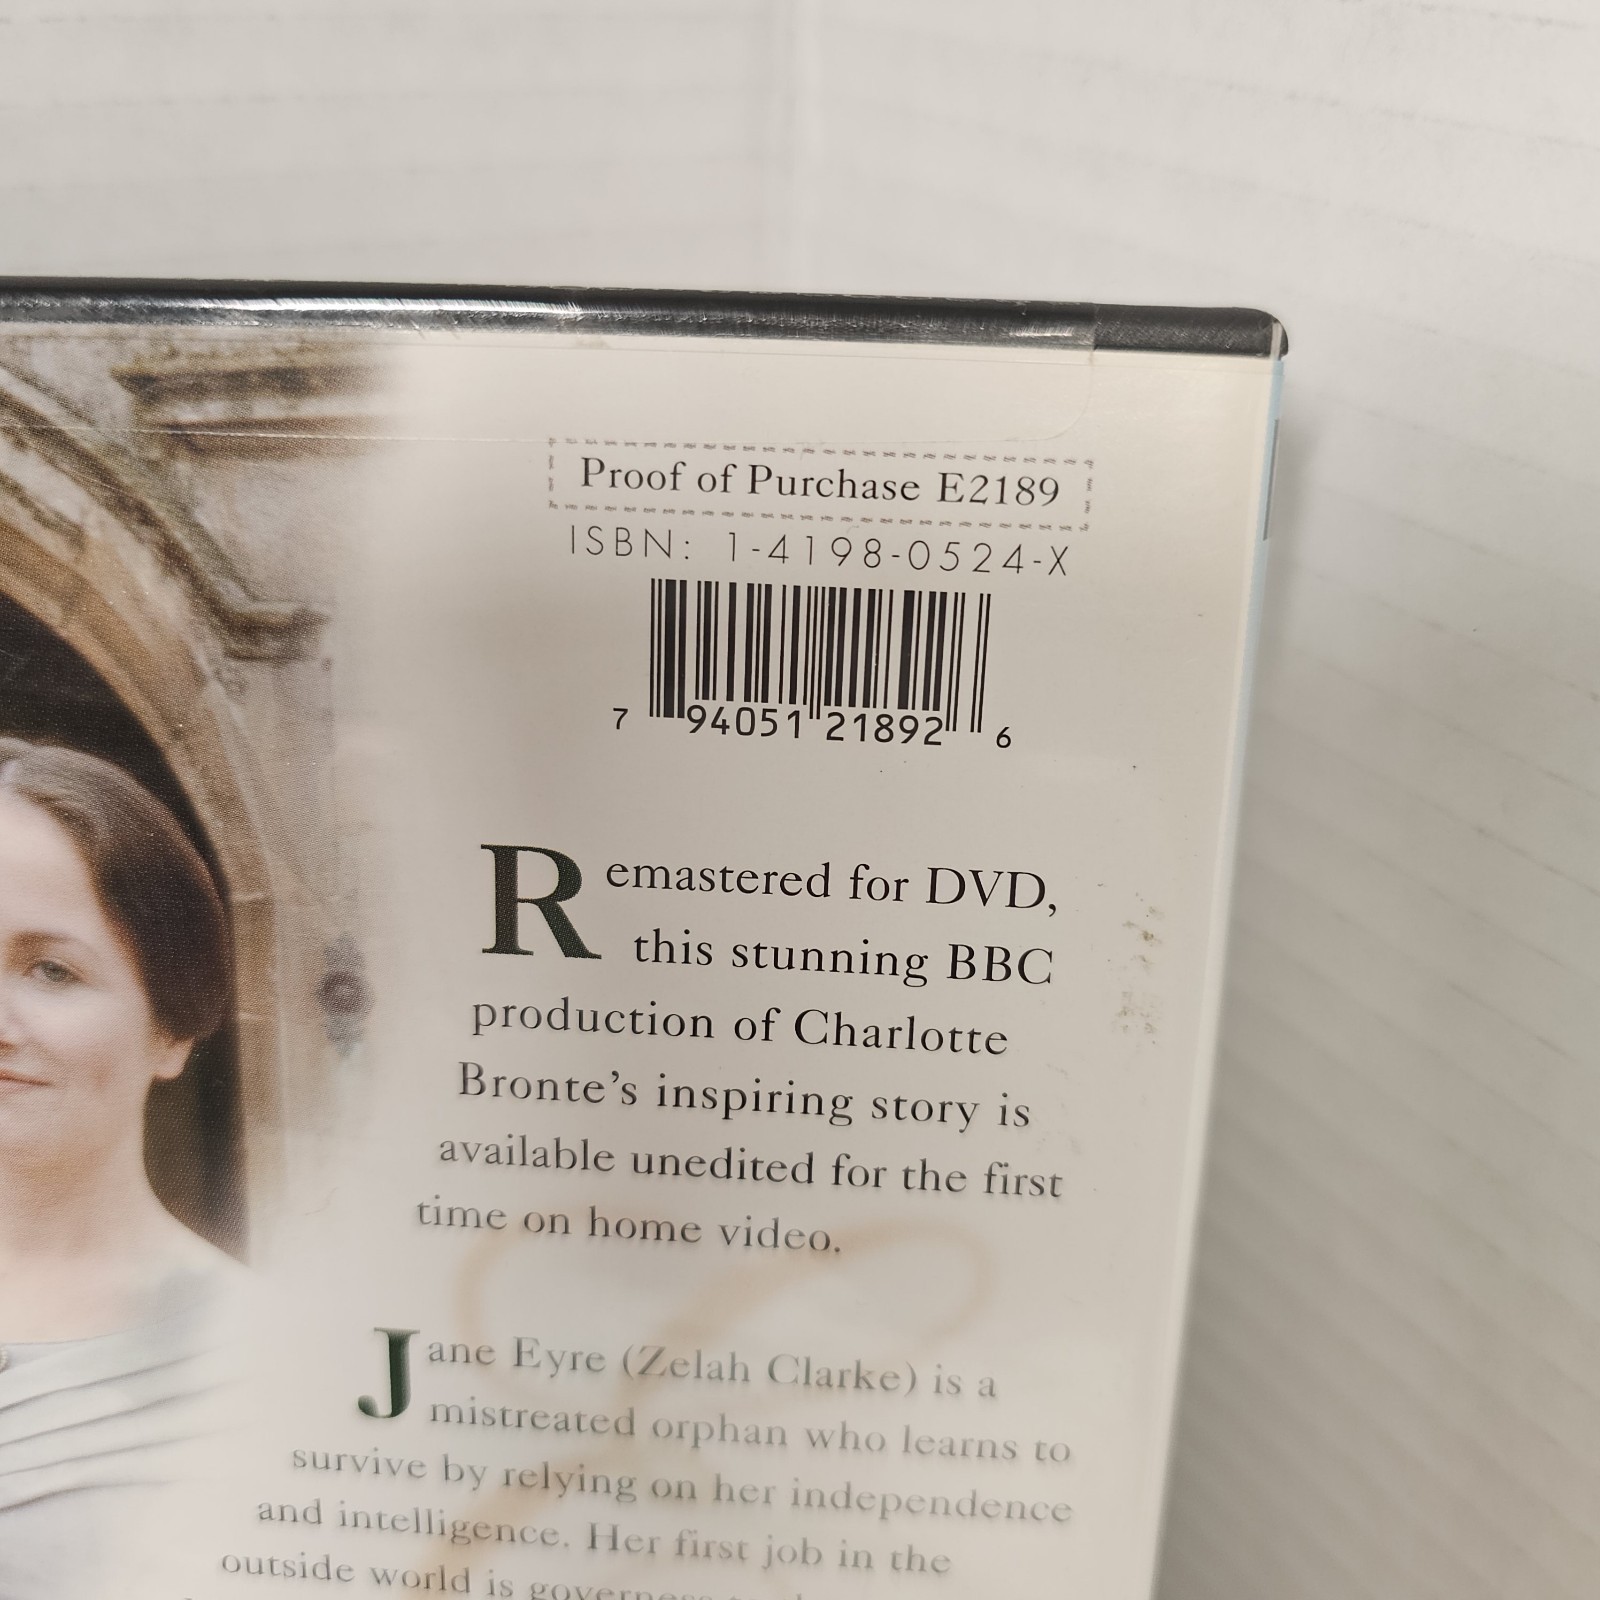 Proof of Purchase E2189
ISBN: 1-4198-0524-X
7 94051 21892 6
Remastered for DVD,
this stunning BBC
production of Charlotte
Bronte's inspiring story is
available unedited for the first
time on home video.
Jane Eyre (Zelah Clarke) is a
mistreated orphan who learns to
survive by relying on her independence
and intelligence. Her first job in the
outside world is